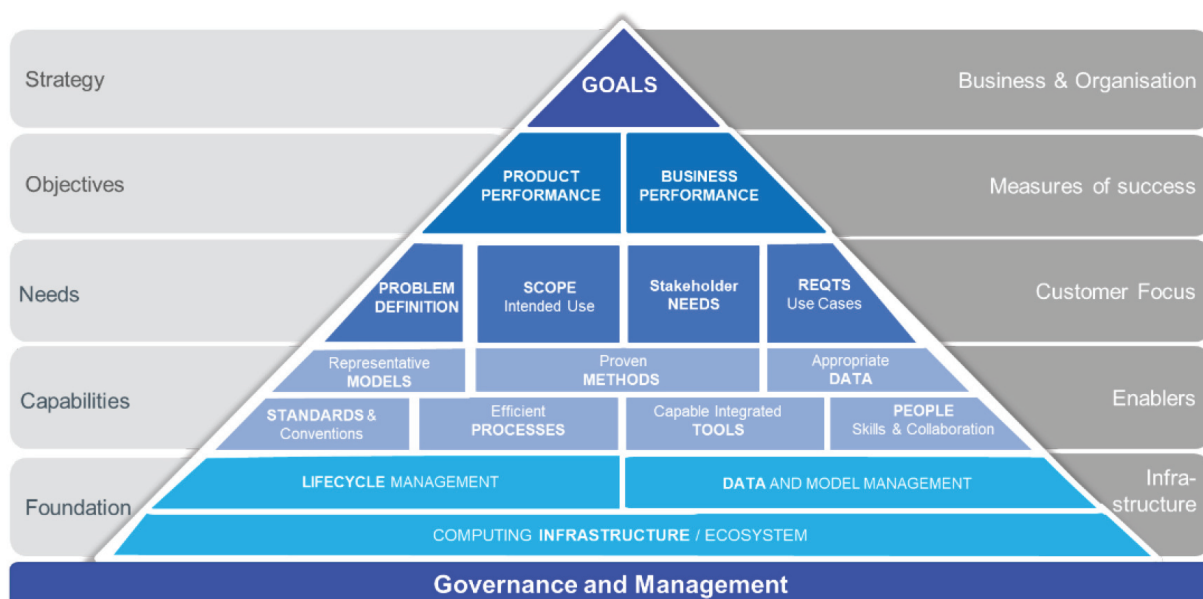 Strategy
GOALS
Business & Organisation
Objectives
PRODUCT
PERFORMANCE
BUSINESS
PERFORMANCE
Measures of success
Needs
PROBLEM
DEFINITION
SCOPE
Intended Use
Stakeholder
NEEDS
REQTS
Use Cases
Customer Focus
Capabilities
Representative
MODELS
Proven
METHODS
Appropriate
DATA
STANDARDS &
Conventions
Efficient
PROCESSES
Capable Integrated
TOOLS
PEOPLE
Skills & Collaboration
Enablers
Foundation
LIFECYCLE MANAGEMENT
DATA AND MODEL MANAGEMENT
COMPUTING INFRASTRUCTURE / ECOSYSTEM
Infra-
structure
Governance and Management